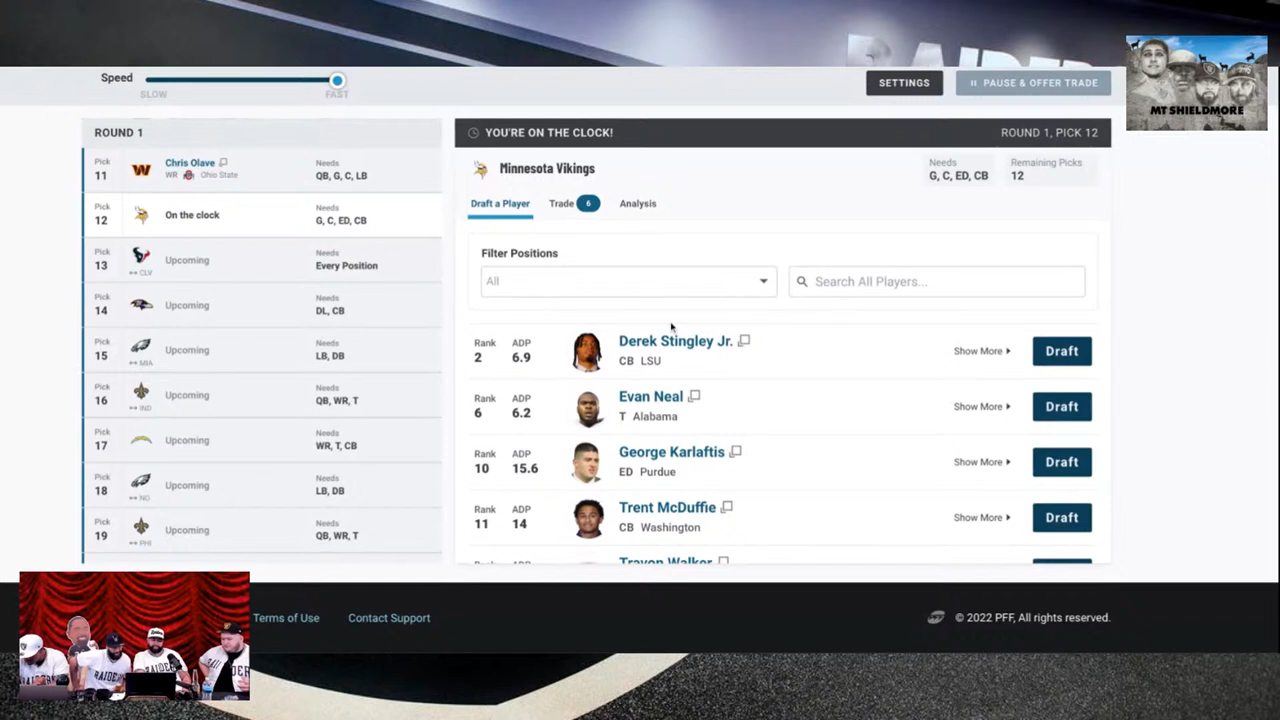 RAIDERS
Speed
SLOW
FAST
SETTINGS
PAUSE & OFFER TRADE
MT SHIELDMORE
ROUND 1
Pick 11
Chris Olave
WR Ohio State
Needs
QB, G, C, LB
Pick 12
On the clock
Needs
G, C, ED, CB
Pick 13
CLV
Upcoming
Needs
Every Position
Pick 14
Upcoming
Needs
DL, CB
Pick 15
MIA
Upcoming
Needs
LB, DB
Pick 16
IND
Upcoming
Needs
QB, WR, T
Pick 17
Upcoming
Needs
WR, T, CB
Pick 18
NO
Upcoming
Needs
LB, DB
Pick 19
PHI
Upcoming
Needs
QB, WR, T
YOU'RE ON THE CLOCK!
ROUND 1, PICK 12
Minnesota Vikings
Needs
G, C, ED, CB
Remaining Picks
12
Draft a Player
Trade 6
Analysis
Filter Positions
All
Search All Players...
Rank 2
ADP 6.9
Derek Stingley Jr.
CB LSU
Show More
Draft
Rank 6
ADP 6.2
Evan Neal
T Alabama
Show More
Draft
Rank 10
ADP 15.6
George Karlaftis
ED Purdue
Show More
Draft
Rank 11
ADP 14
Trent McDuffie
CB Washington
Show More
Draft
Travon Walker
Terms of Use
Contact Support
© 2022 PFF, All rights reserved.